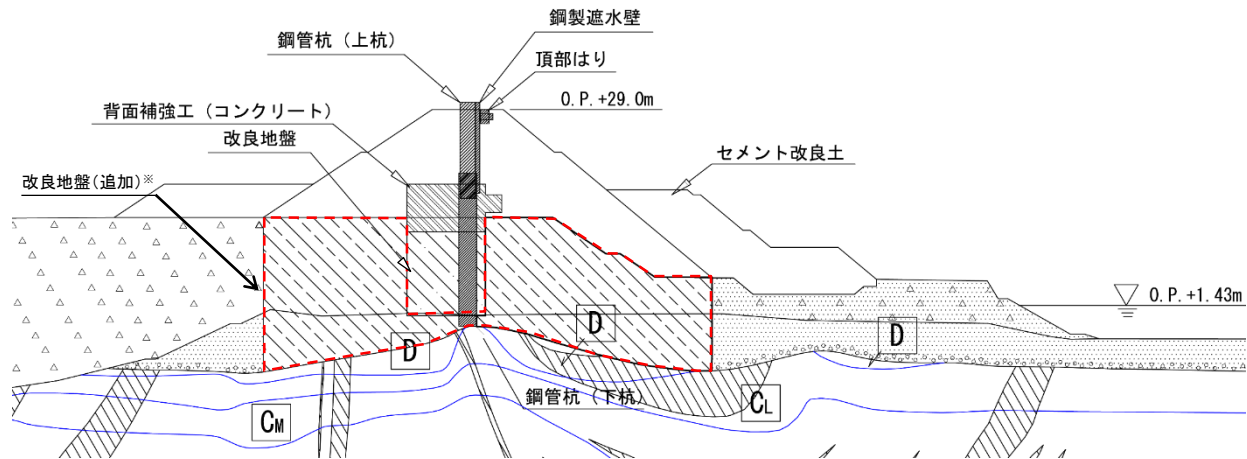 鋼製遮水壁
鋼管杭（上杭）
頂部はり
O.P.+29.0m
背面補強工（コンクリート）
改良地盤
セメント改良土
改良地盤(追加)※
O.P.+1.43m
D
D
D
鋼管杭（下杭）
CL
CM